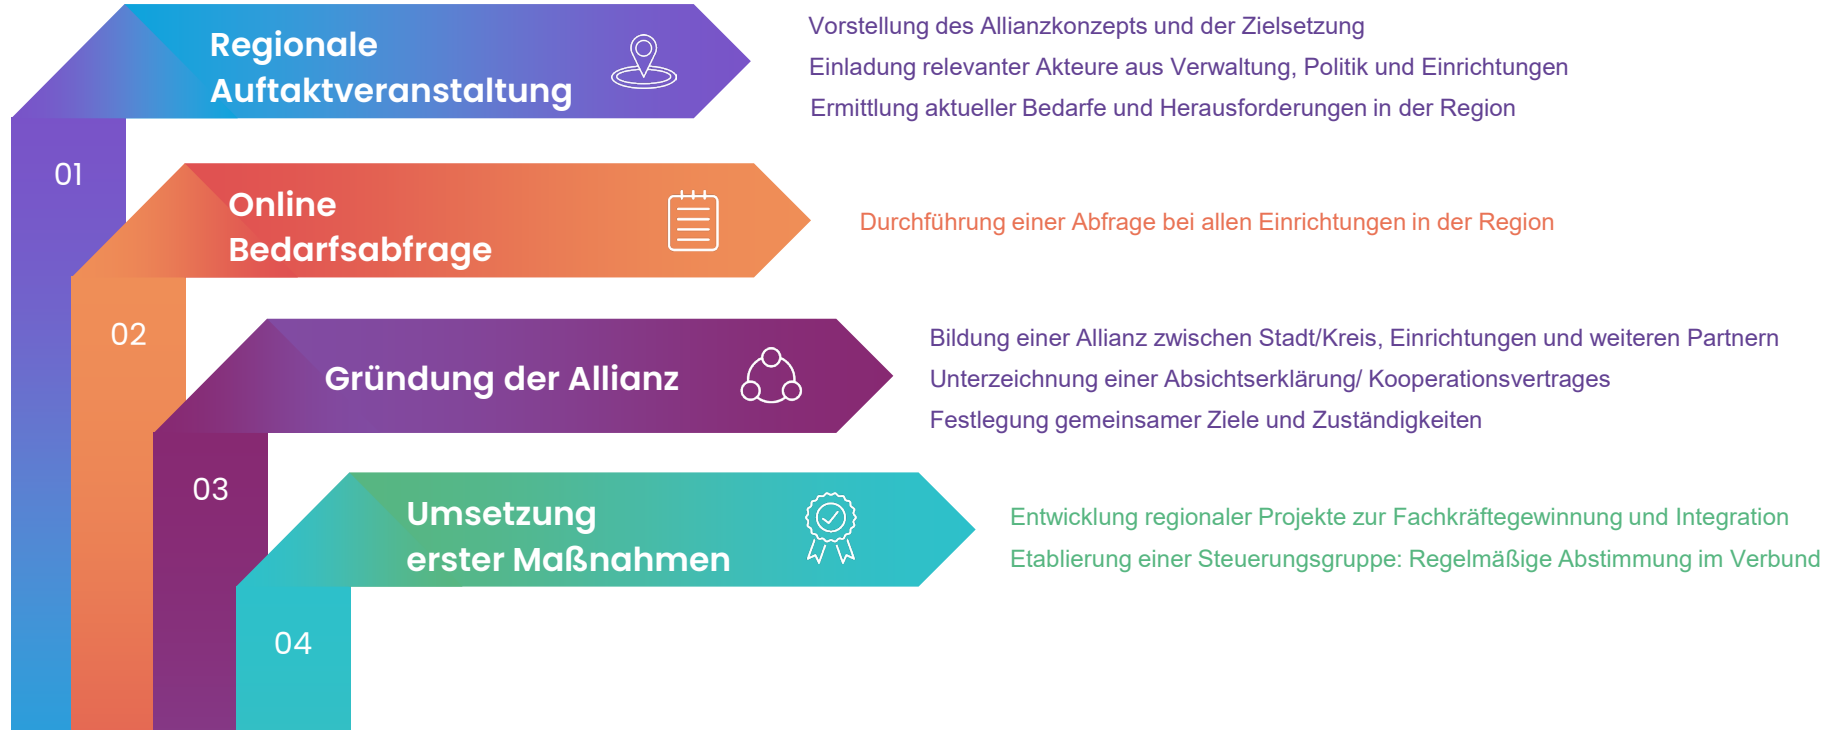 Regionale
Auftaktveranstaltung
Vorstellung des Allianzkonzepts und der Zielsetzung
Einladung relevanter Akteure aus Verwaltung, Politik und Einrichtungen
Ermittlung aktueller Bedarfe und Herausforderungen in der Region
01
Online
Bedarfsabfrage
Durchführung einer Abfrage bei allen Einrichtungen in der Region
02
Gründung der Allianz
Bildung einer Allianz zwischen Stadt/Kreis, Einrichtungen und weiteren Partnern
Unterzeichnung einer Absichtserklärung/ Kooperationsvertrages
Festlegung gemeinsamer Ziele und Zuständigkeiten
03
Umsetzung
erster Maßnahmen
Entwicklung regionaler Projekte zur Fachkräftegewinnung und Integration
Etablierung einer Steuerungsgruppe: Regelmäßige Abstimmung im Verbund
04